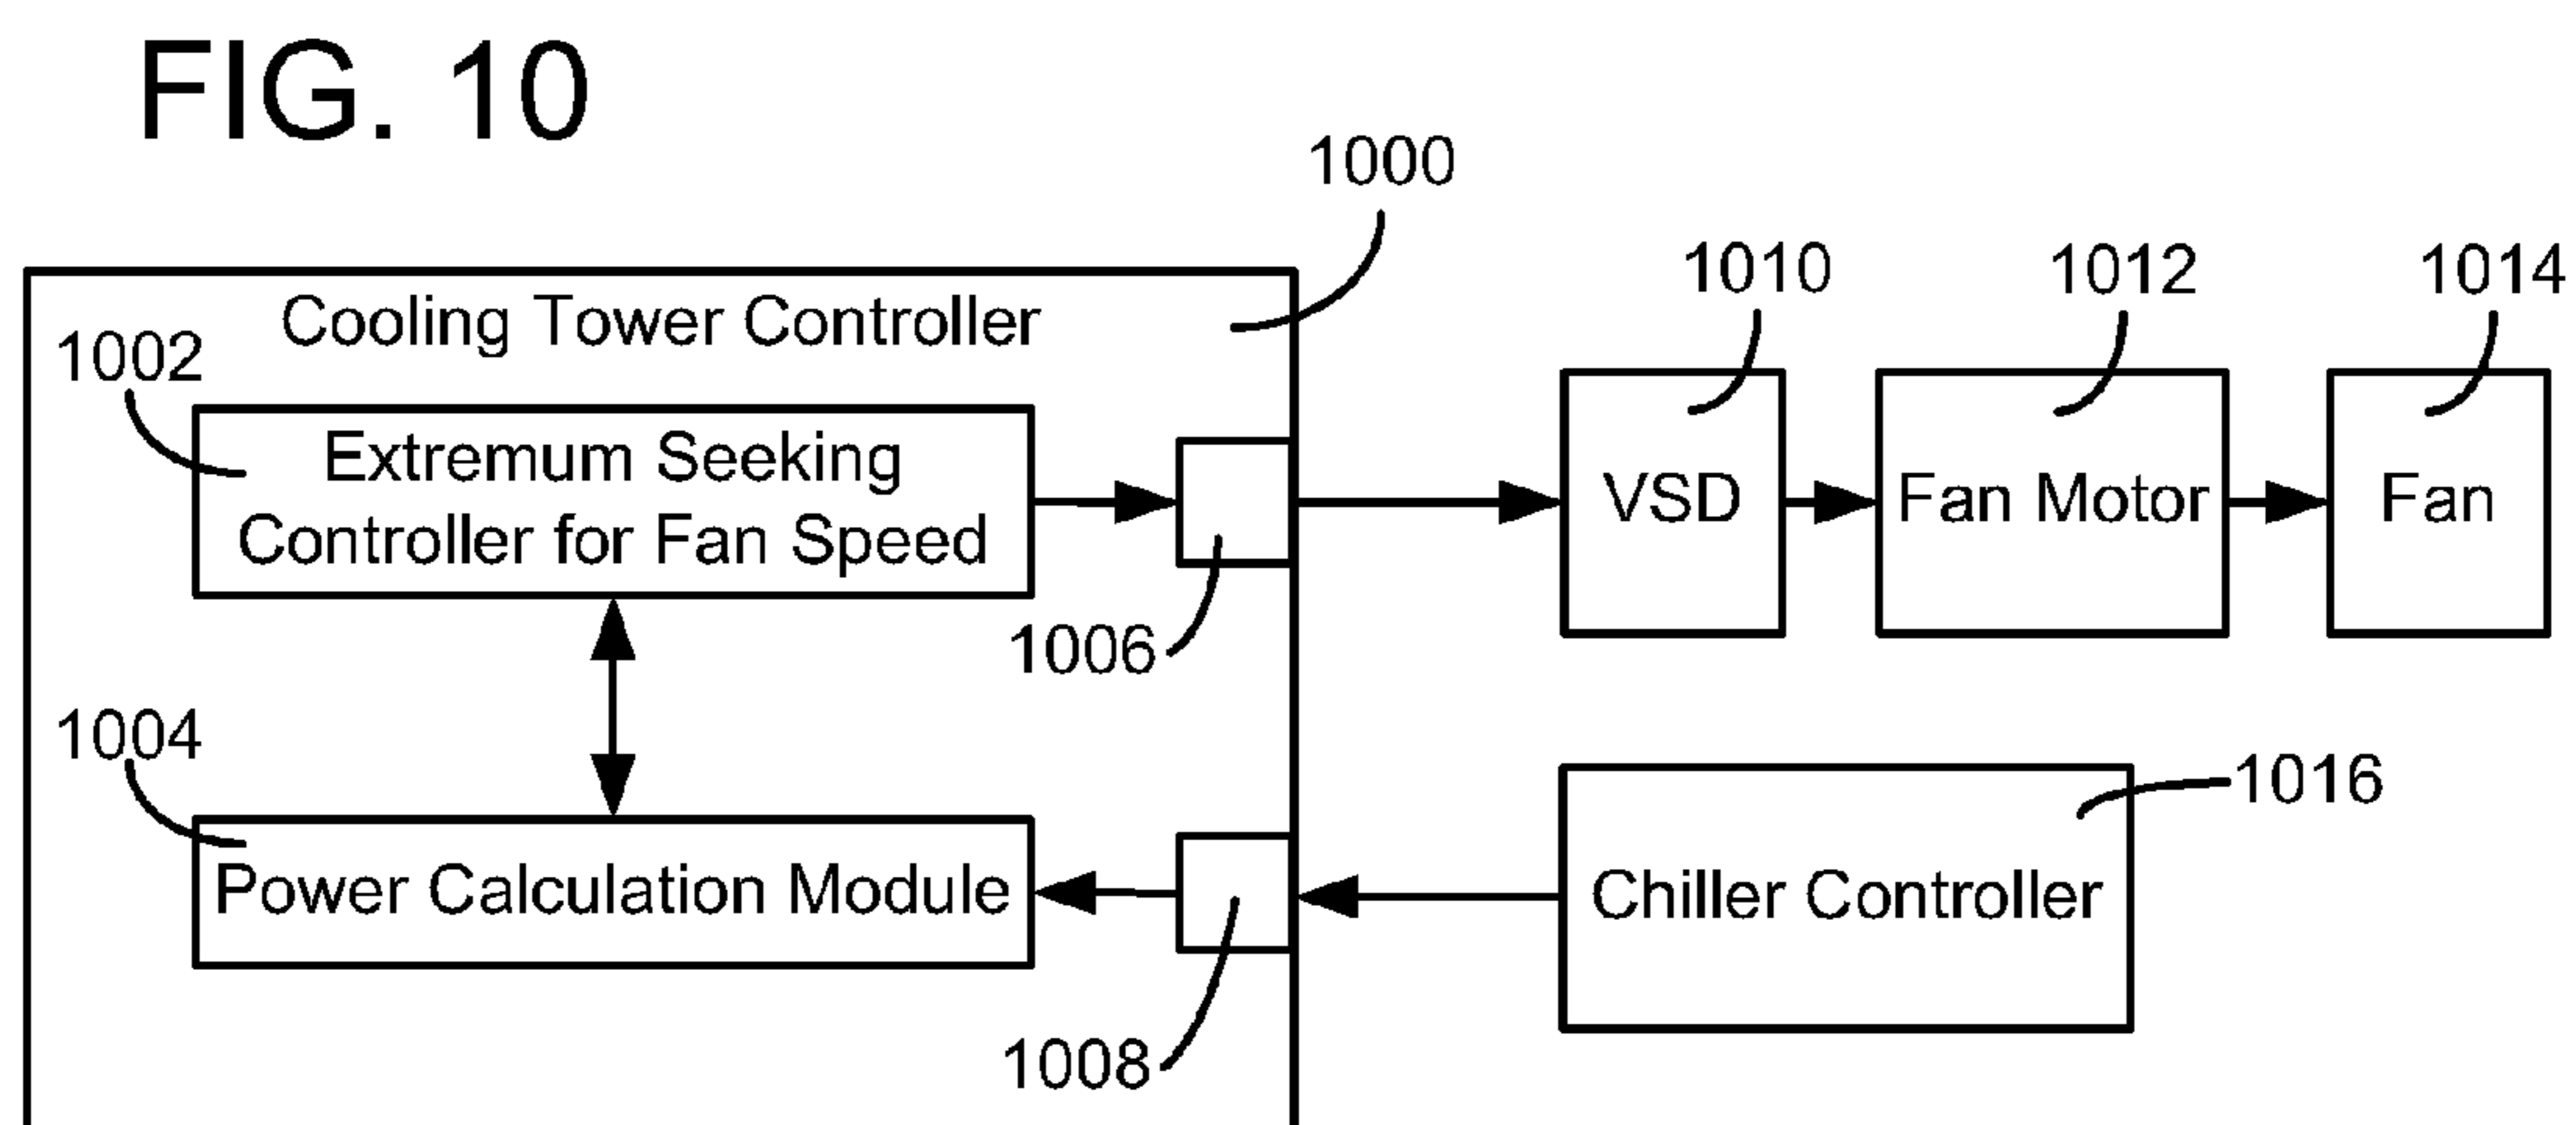 FIG. 10
1000
1010
1012
1014
Cooling Tower Controller
1002
Extremum Seeking
Controller for Fan Speed
VSD
Fan Motor
Fan
1006
1004
1016
Power Calculation Module
Chiller Controller
1008